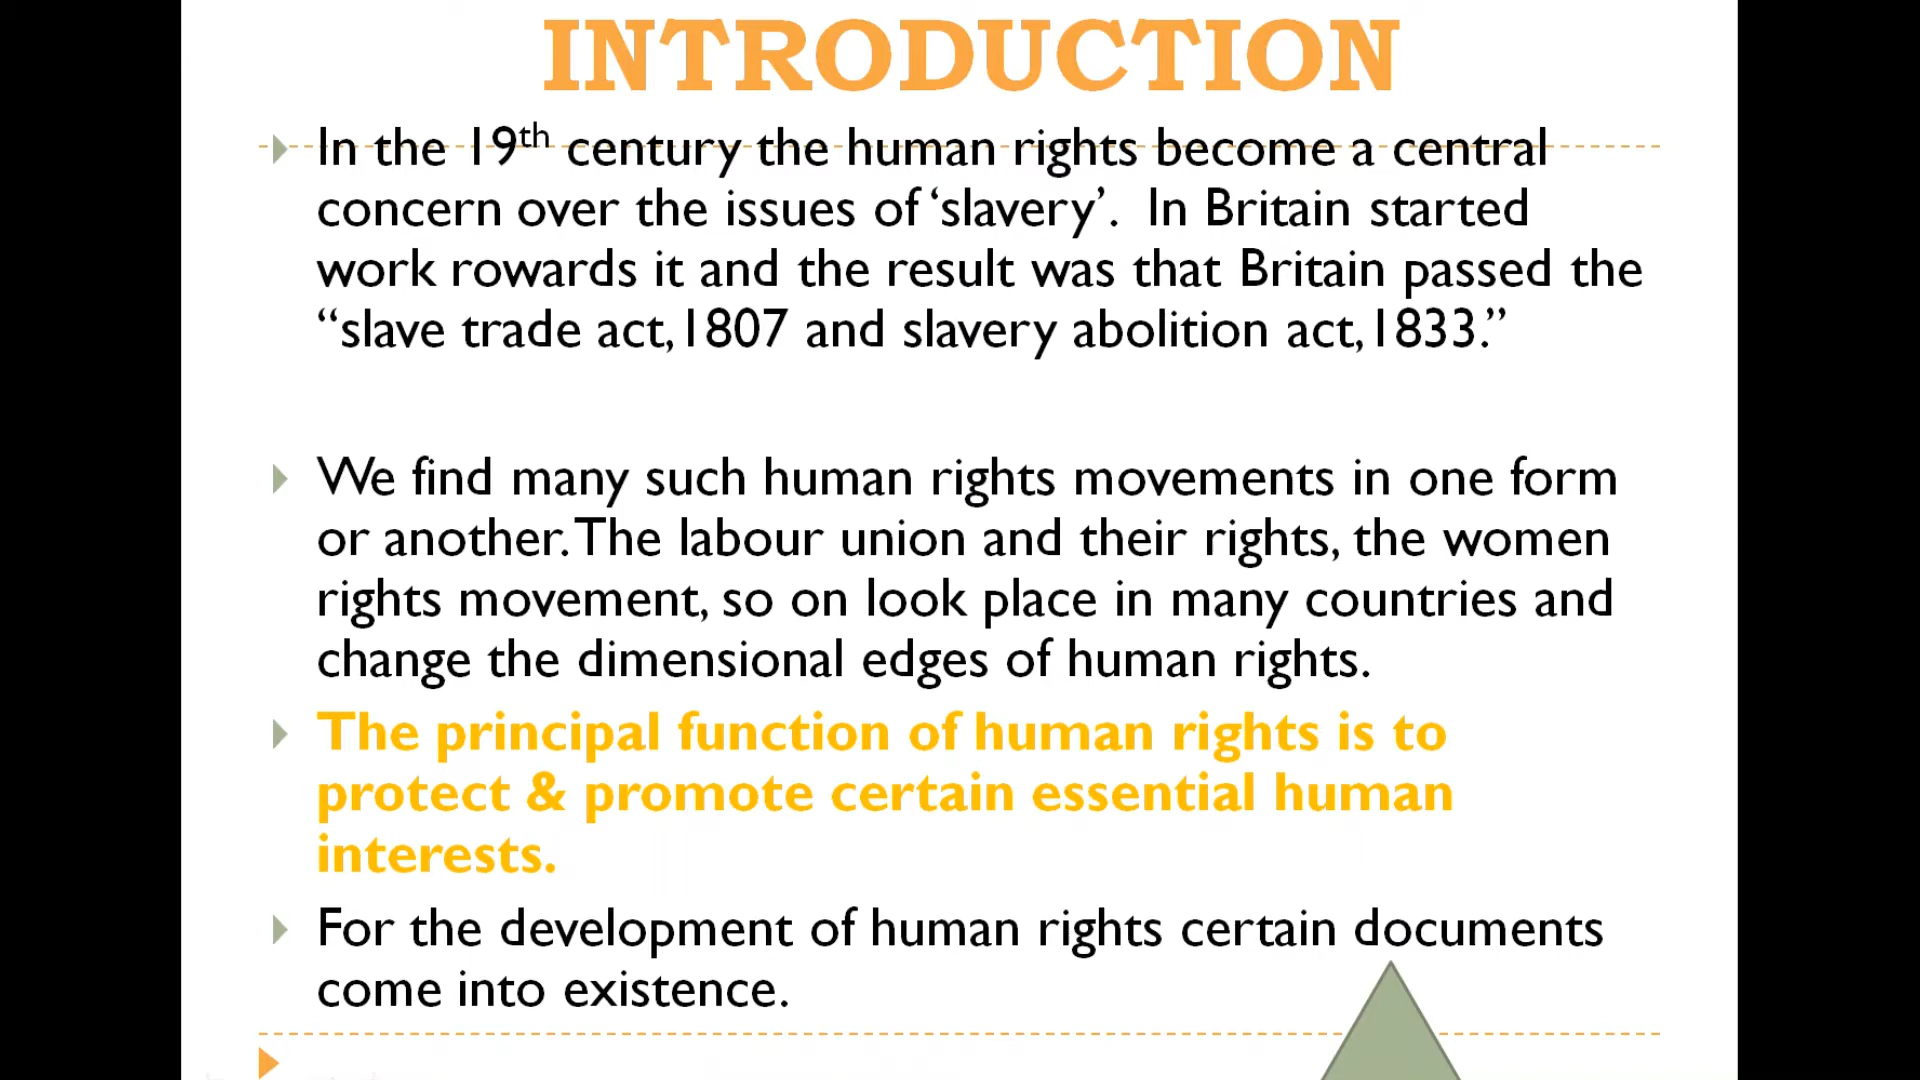 INTRODUCTION
In the 19th century the human rights become a central
concern over the issues of ‘slavery’. In Britain started
work rowards it and the result was that Britain passed the
“slave trade act,1807 and slavery abolition act,1833.”
We find many such human rights movements in one form
or another. The labour union and their rights, the women
rights movement, so on look place in many countries and
change the dimensional edges of human rights.
The principal function of human rights is to
protect & promote certain essential human
interests.
For the development of human rights certain documents
come into existence.